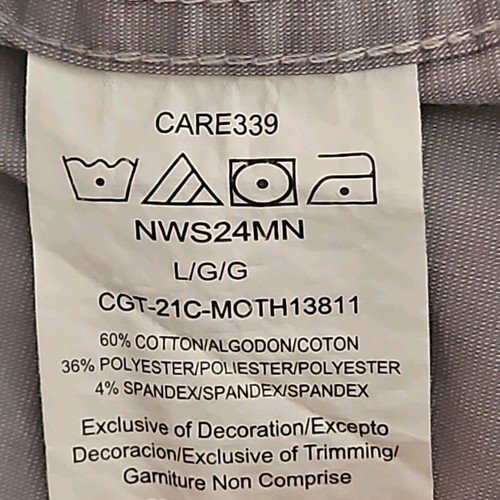 CARE339
NWS24MN
L/G/G
CGT-21C-MOTH13811
60% COTTON/ALGODON/COTON
36% POLYESTER/POLIESTER/POLYESTER
4% SPANDEX/SPANDEX/SPANDEX
Exclusive of Decoration/Excepto
Decoracion/Exclusive of Trimming/
Garniture Non Comprise